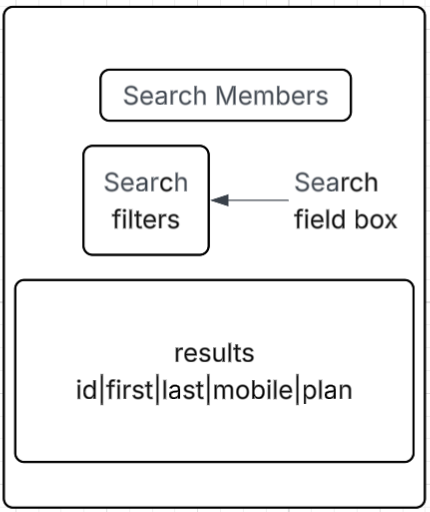 Search Members
Search
filters
Search
field box
results
id|first|last|mobile|plan